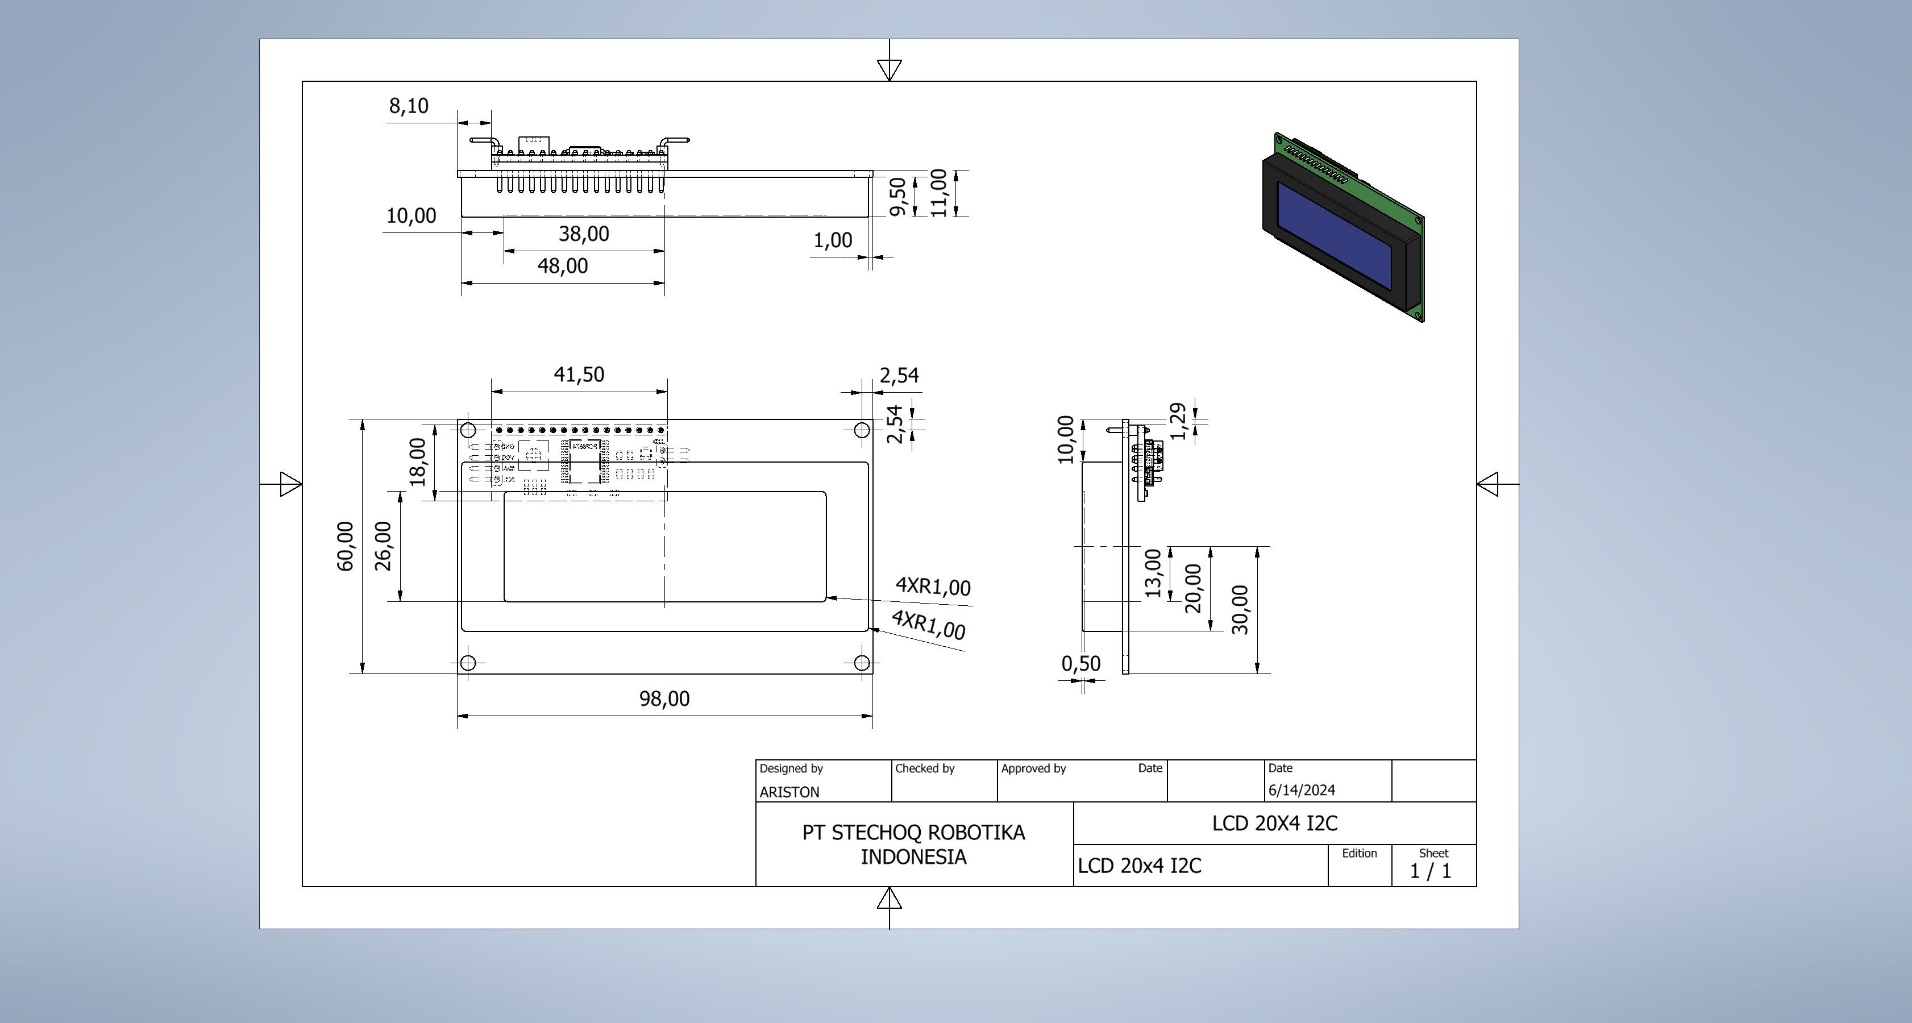 8,10
10,00
38,00
48,00
1,00
9,50
11,00
41,50
2,54
2,54
18,00
60,00
26,00
4XR1,00
4XR1,00
98,00
10,00
1,29
13,00
20,00
30,00
0,50
Designed by
ARISTON
Checked by
Approved by
Date
Date
6/14/2024
PT STECHOQ ROBOTIKA
INDONESIA
LCD 20X4 I2C
LCD 20x4 I2C
Edition
Sheet
1 / 1